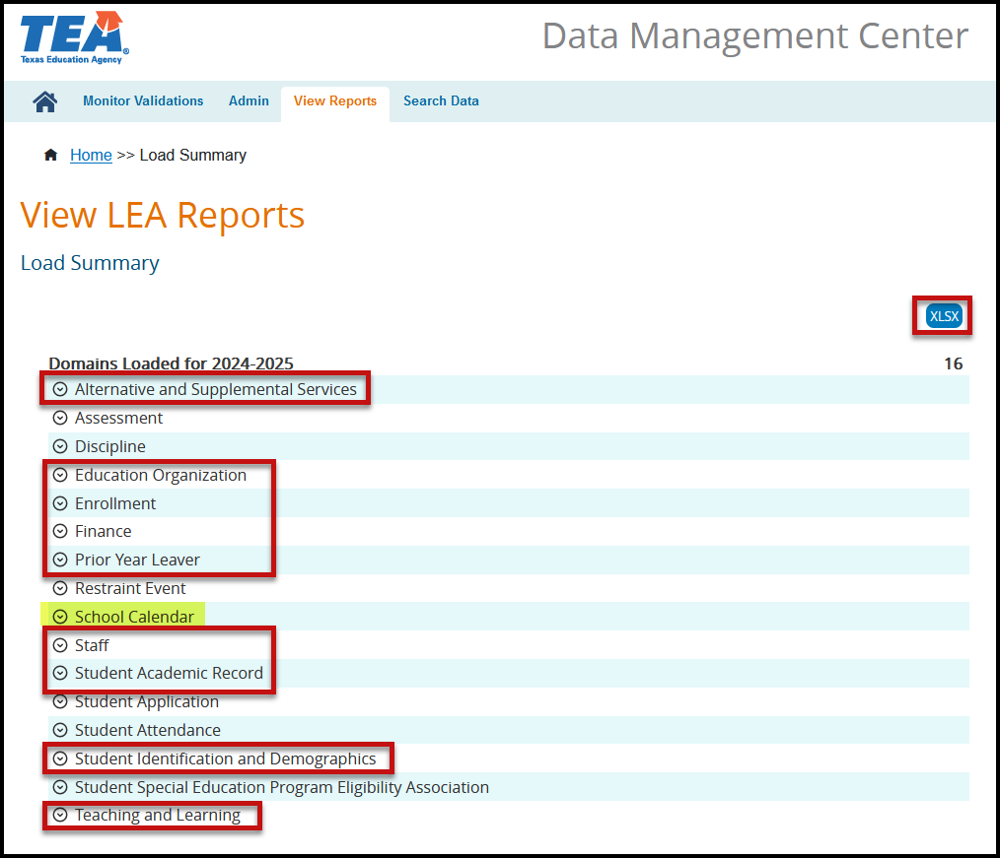 TEA®
Texas Education Agency
Data Management Center
Monitor Validations Admin View Reports Search Data
Home >> Load Summary
View LEA Reports
Load Summary
XLSX
Domains Loaded for 2024-2025 16
Alternative and Supplemental Services
Assessment
Discipline
Education Organization
Enrollment
Finance
Prior Year Leaver
Restraint Event
School Calendar
Staff
Student Academic Record
Student Application
Student Attendance
Student Identification and Demographics
Student Special Education Program Eligibility Association
Teaching and Learning